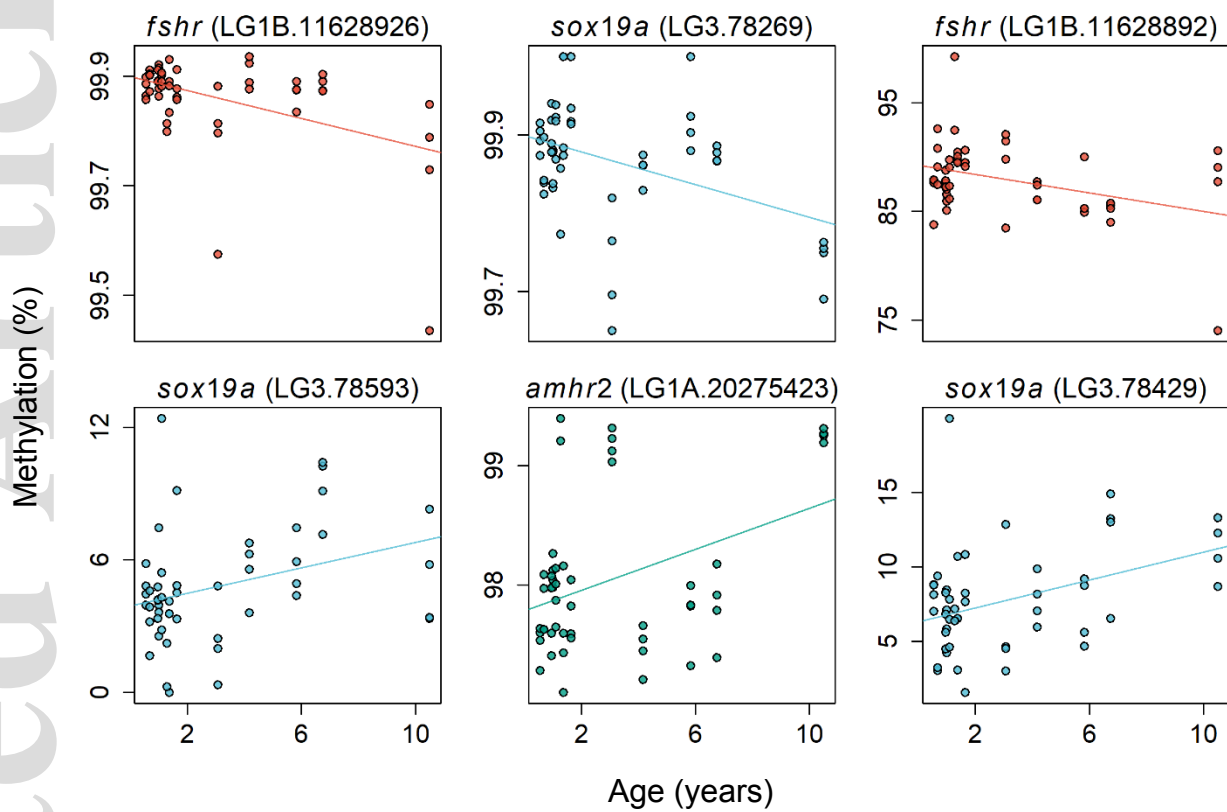 fshr (LG1B.11628926)
sox19a (LG3.78269)
fshr (LG1B.11628892)
99.9
99.7
99.5
99.9
99.7
95
85
75
Methylation (%)
sox19a (LG3.78593)
amhr2 (LG1A.20275423)
sox19a (LG3.78429)
12
6
0
99
98
15
10
5
2 6 10
2 6 10
2 6 10
Age (years)